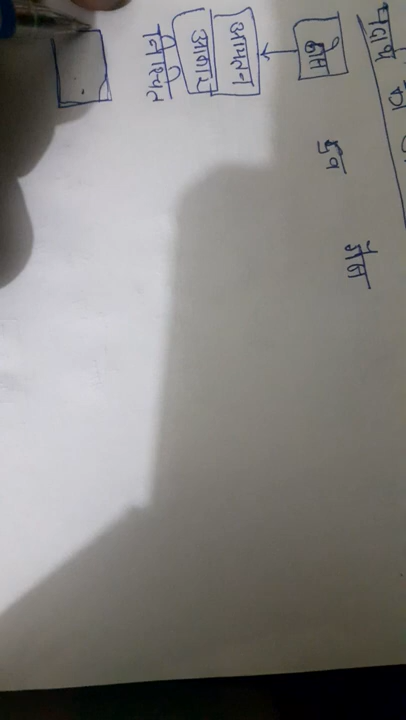 पदार्थ
ठोस
द्रव
गैस
आयतन
आकार
निश्चित